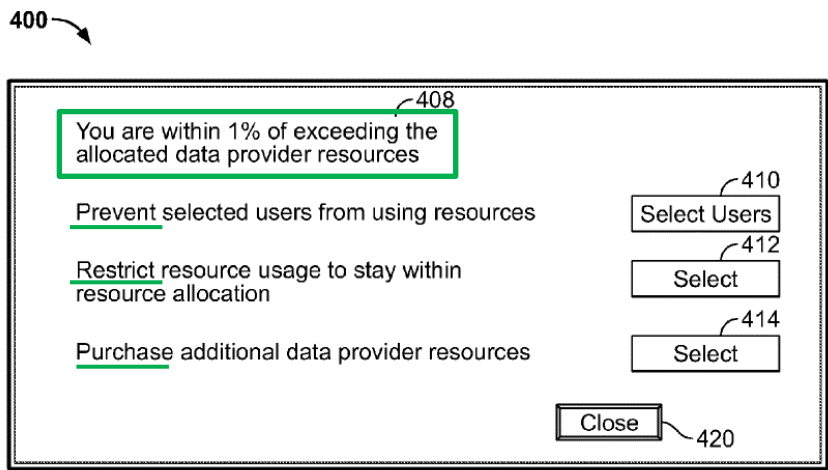 400
408
You are within 1% of exceeding the
allocated data provider resources
410
Prevent selected users from using resources
Select Users
412
Restrict resource usage to stay within
resource allocation
Select
414
Purchase additional data provider resources
Select
Close
420